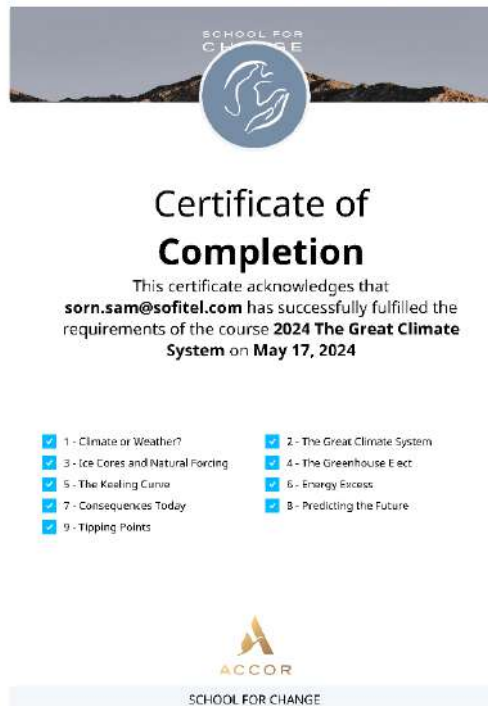 SCHOOL FOR
CHANGE
Certificate of
Completion
This certificate acknowledges that
sorn.sam@sofitel.com has successfully fulfilled the
requirements of the course 2024 The Great Climate
System on May 17, 2024
1 - Climate or Weather?
2 - The Great Climate System
3 - Ice Cores and Natural Forcing
4 - The Greenhouse E ect
5 - The Keeling Curve
6 - Energy Excess
7 - Consequences Today
8 - Predicting the Future
9 - Tipping Points
ACCOR
SCHOOL FOR CHANGE